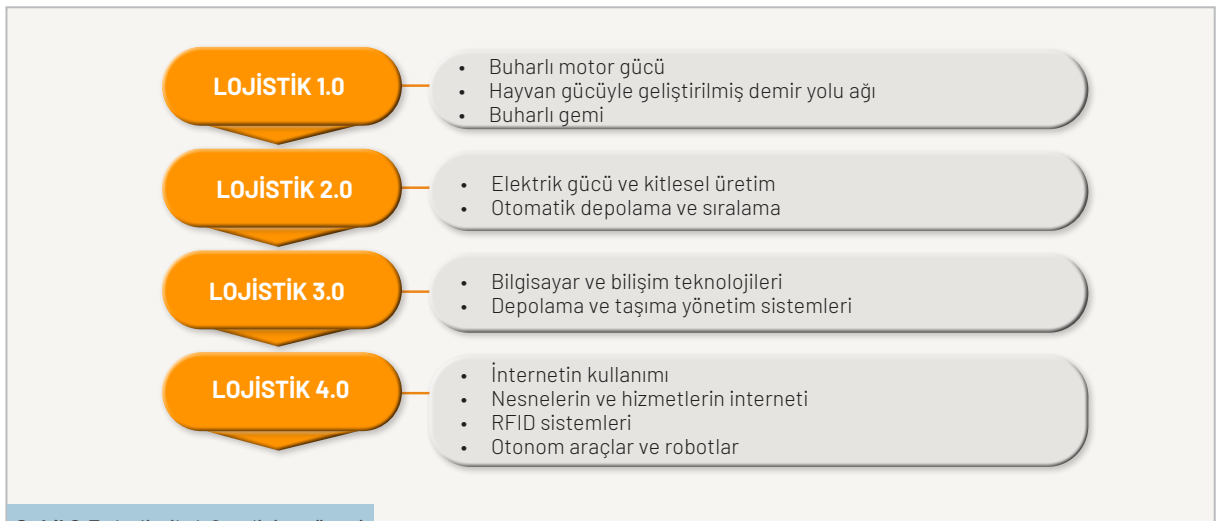 LOJİSTİK 1.0
• Buharlı motor gücü
• Hayvan gücüyle geliştirilmiş demir yolu ağı
• Buharlı gemi
LOJİSTİK 2.0
• Elektrik gücü ve kitlesel üretim
• Otomatik depolama ve sıralama
LOJİSTİK 3.0
• Bilgisayar ve bilişim teknolojileri
• Depolama ve taşıma yönetim sistemleri
LOJİSTİK 4.0
• İnternetin kullanımı
• Nesnelerin ve hizmetlerin interneti
• RFID sistemleri
• Otonom araçlar ve robotlar